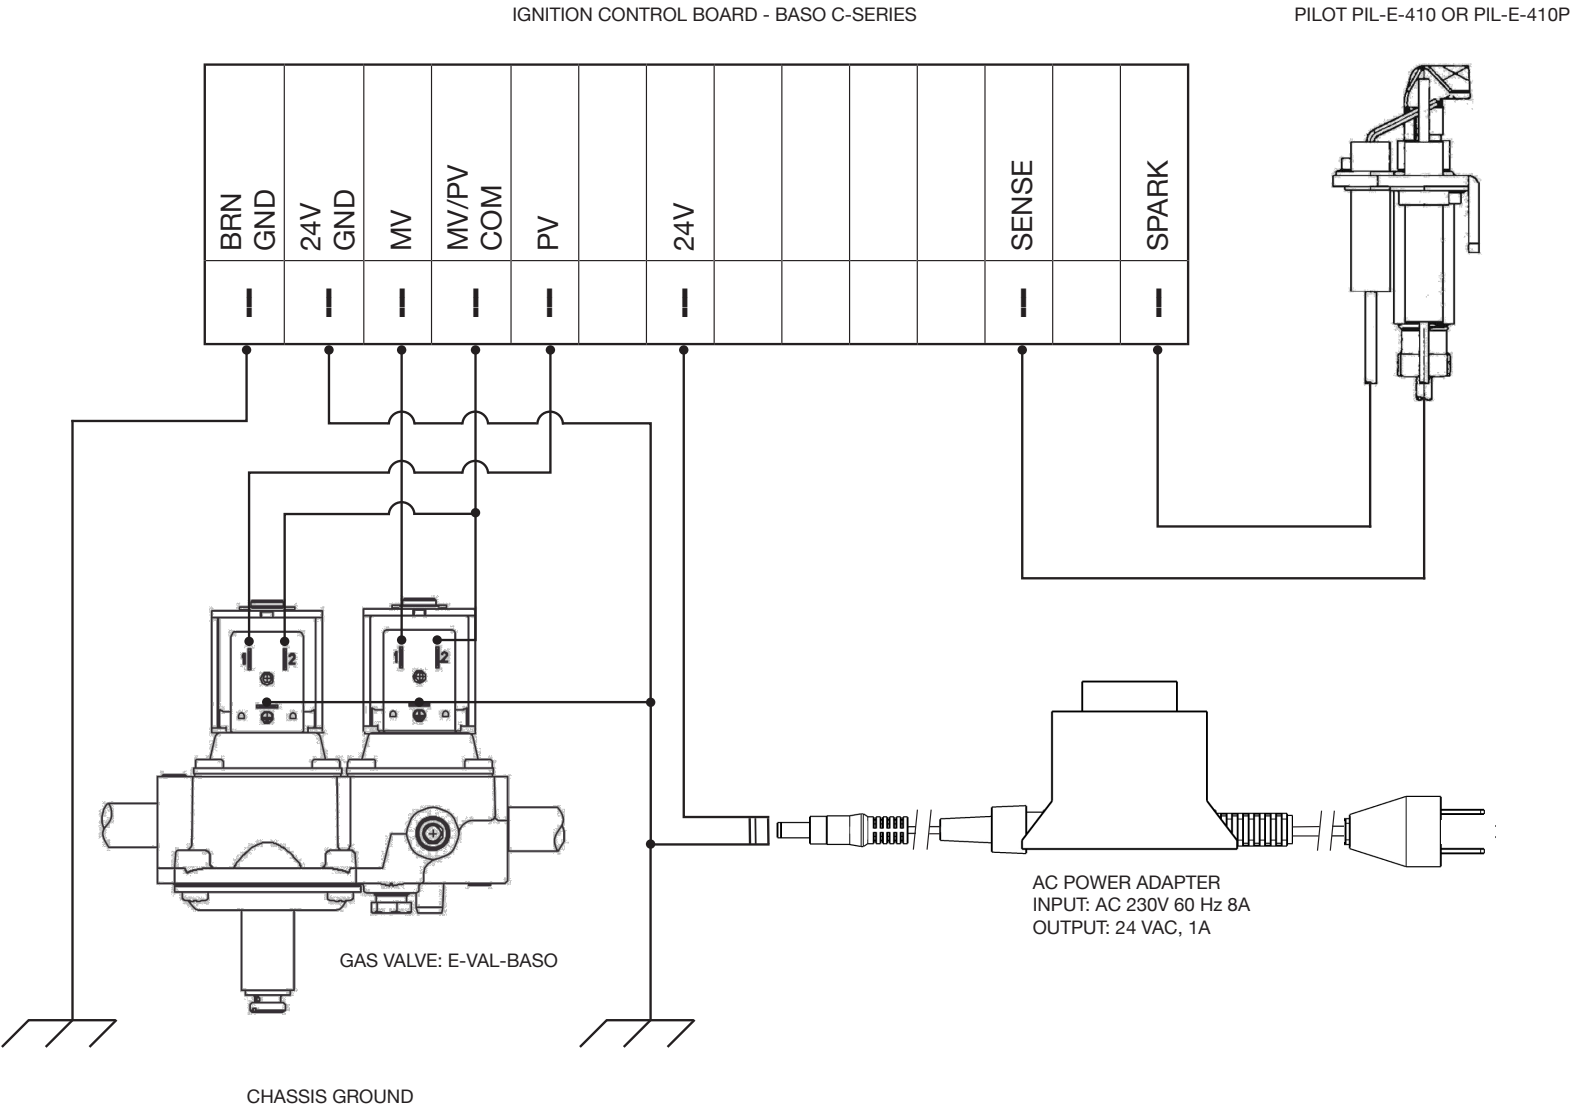 IGNITION CONTROL BOARD - BASO C-SERIES
PILOT PIL-E-410 OR PIL-E-410P
BRN
GND
24V
GND
MV
MV/PV
COM
PV
24V
SENSE
SPARK
1
2
1
2
AC POWER ADAPTER
INPUT: AC 230V 60 Hz 8A
OUTPUT: 24 VAC, 1A
GAS VALVE: E-VAL-BASO
CHASSIS GROUND